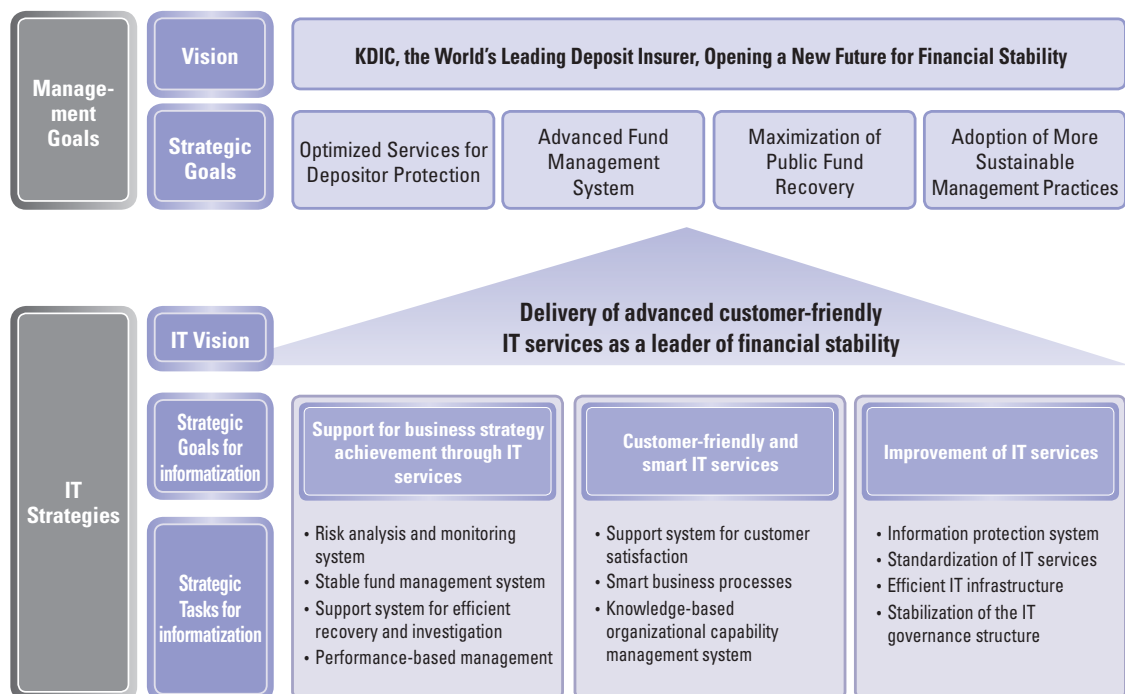 Manage-
ment
Goals
Vision
KDIC, the World's Leading Deposit Insurer, Opening a New Future for Financial Stability
Strategic
Goals
Optimized Services for
Depositor Protection
Advanced Fund
Management
System
Maximization of
Public Fund
Recovery
Adoption of More
Sustainable
Management Practices
IT
Strategies
IT Vision
Delivery of advanced customer-friendly
IT services as a leader of financial stability
Strategic
Goals for
informatization
Support for business strategy
achievement through IT
services
Customer-friendly and
smart IT services
Improvement of IT services
Strategic
Tasks for
informatization
• Risk analysis and monitoring
system
• Stable fund management system
• Support system for efficient
recovery and investigation
• Performance-based management
• Support system for customer
satisfaction
• Smart business processes
• Knowledge-based
organizational capability
management system
• Information protection system
• Standardization of IT services
• Efficient IT infrastructure
• Stabilization of the IT
governance structure